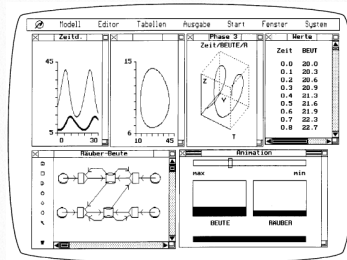 Modell Editor Tabellen Ausgabe Start Fenster System
Zeitd.
45
5
0 30
15
6
10 45
Phase 3
Zeit/BEUTE/R
Z
Y
T
Werte
Zeit BEUT
0.0 20.0
0.1 20.3
0.2 20.6
0.3 20.9
0.4 21.3
0.5 21.6
0.6 21.9
0.7 22.3
0.8 22.7
Räuber-Beute
Animation
max min
BEUTE RAUBER